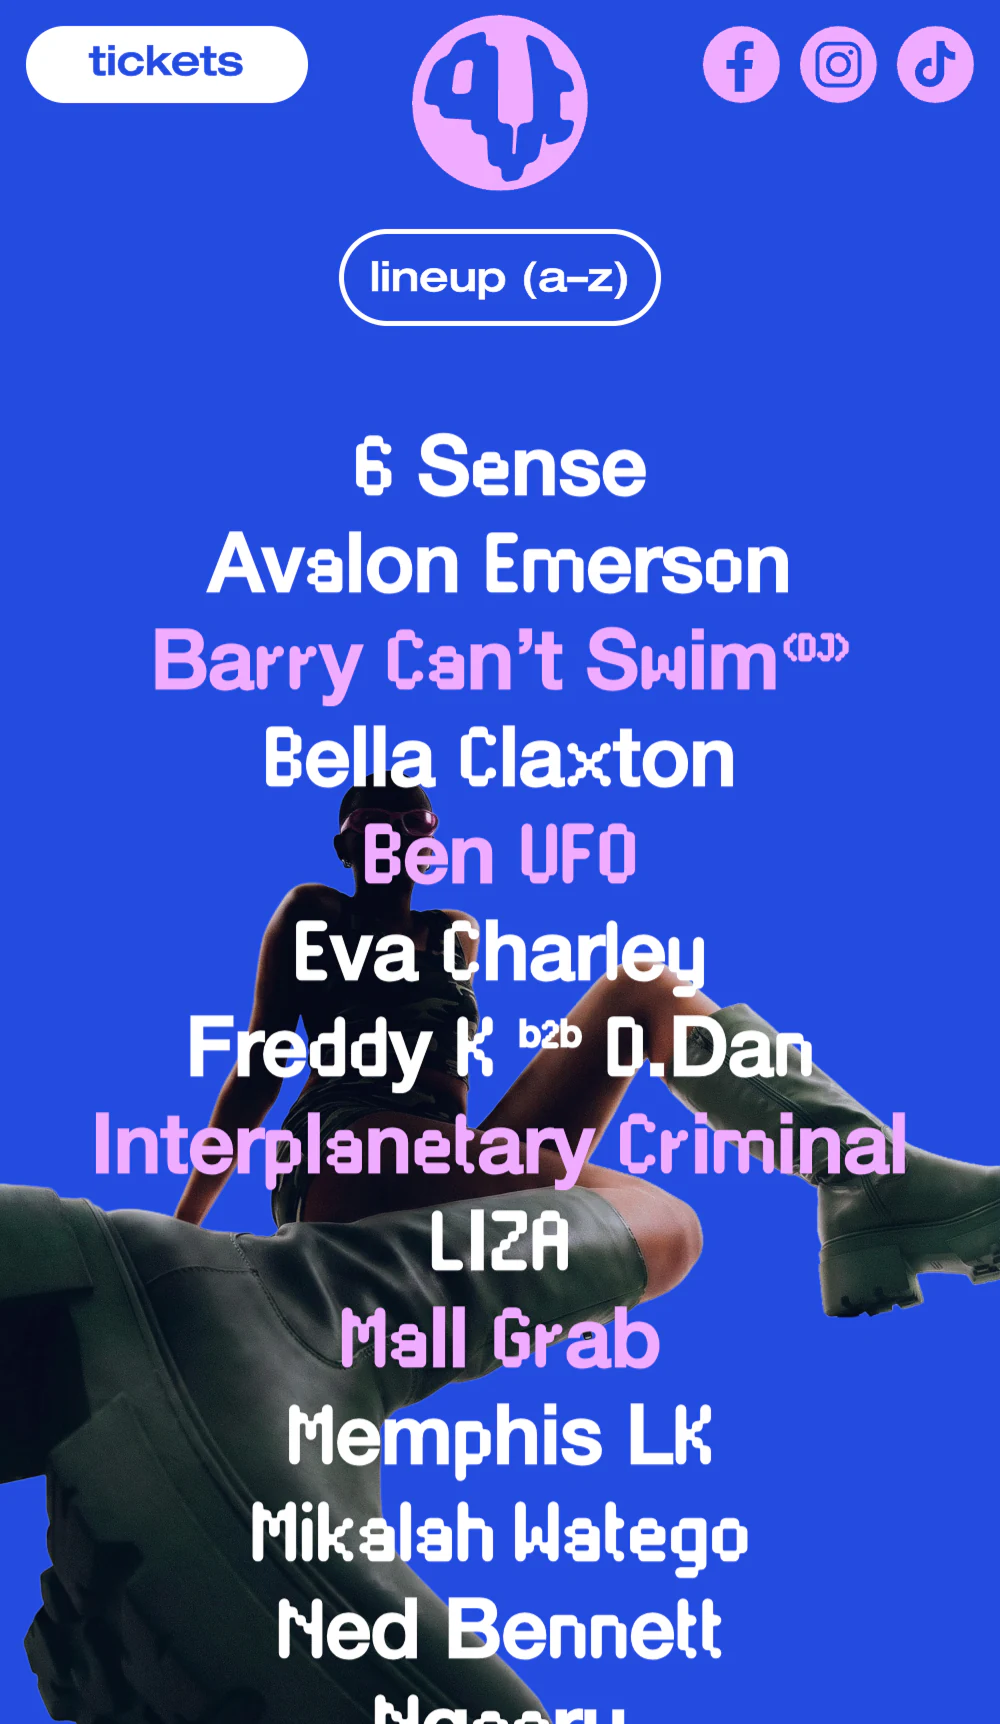 tickets
lineup (a–z)
6 Sense
Avalon Emerson
Barry Can’t Swim (DJ)
Bella Claxton
Ben UFO
Eva Charley
Freddy K b2b D.Dan
Interplanetary Criminal
LIZA
Mall Grab
Memphis LK
Mikalah Watego
Ned Bennett